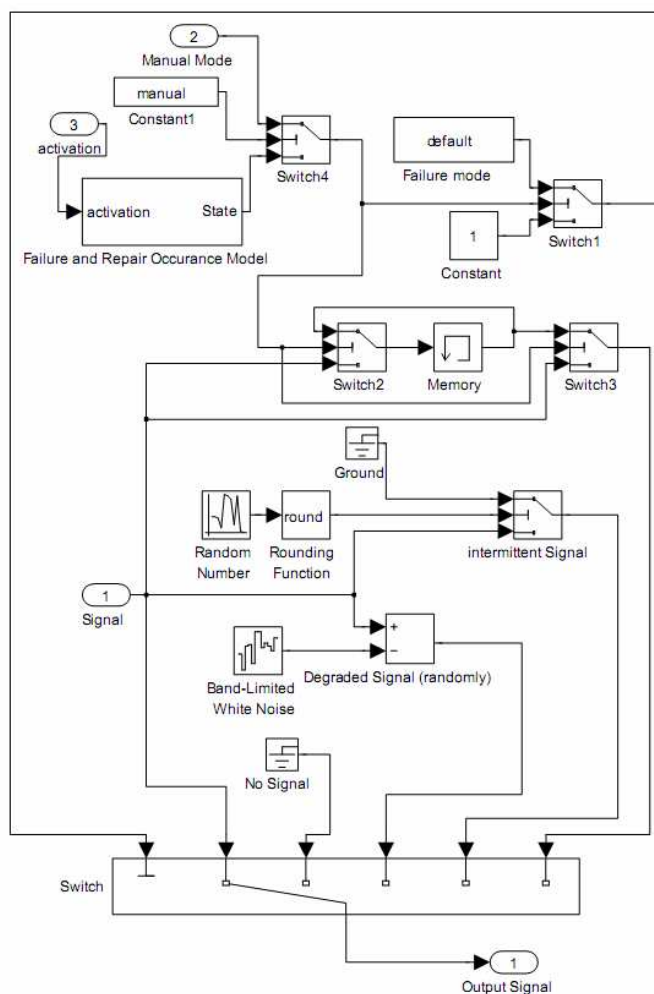 2
Manual Mode
manual
Constant1
3
activation
Switch4
default
Failure mode
activation
State
Failure and Repair Occurance Model
1
Constant
Switch1
Switch2
Memory
Switch3
Ground
Random
Number
round
Rounding
Function
intermittent Signal
1
Signal
+
−
Band-Limited
White Noise
Degraded Signal (randomly)
No Signal
Switch
1
Output Signal